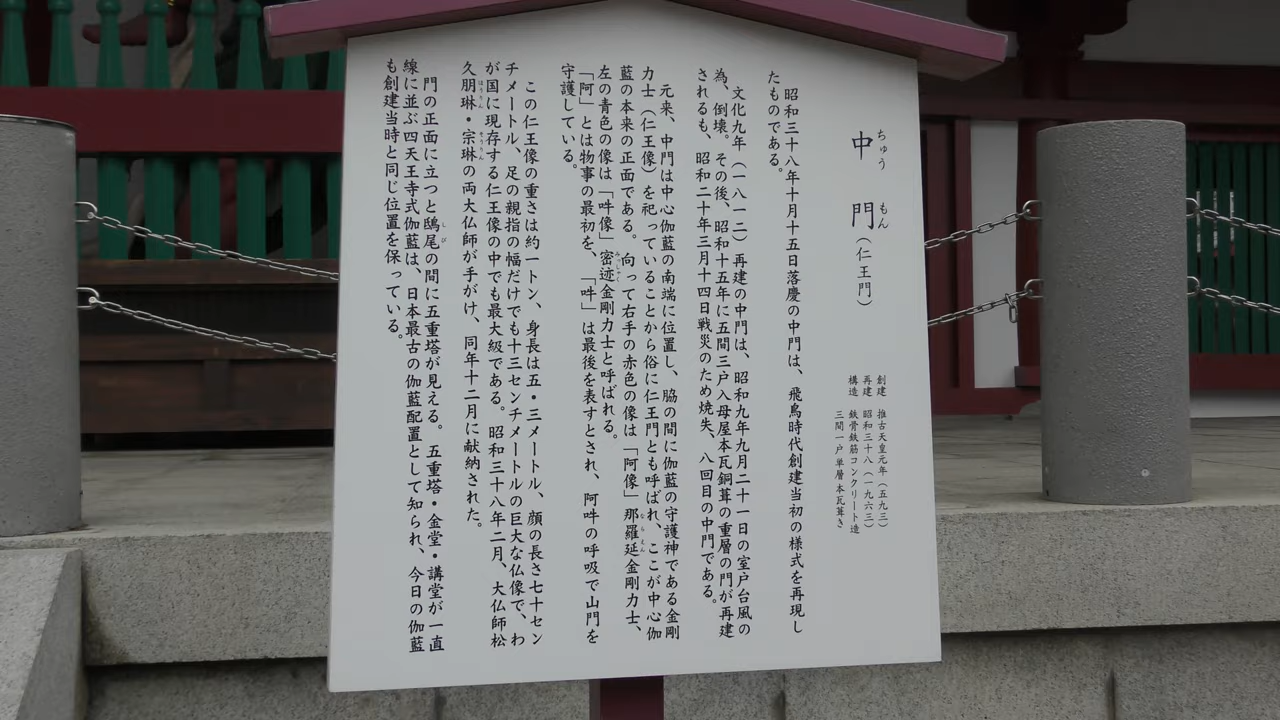 中門（仁王門）
ちゅうもん
創建　推古天皇元年（五九三）
再建　昭和三十八（一九六三）
構造　鉄骨鉄筋コンクリート造
三間一戸単層本瓦葺き
昭和三十八年十月十五日落慶の中門は、飛鳥時代創建当初の様式を再現し
たものである。
文化九年（一八一二）再建の中門は、昭和九年九月二十一日の室戸台風の
為、倒壊。その後、昭和十五年に五間三戸入母屋本瓦銅葺の重層の門が再建
されるも、昭和二十年三月十四日戦災のため焼失、八回目の中門である。
元来、中門は中心伽藍の南端に位置し、脇の間に伽藍の守護神である金剛
力士（仁王像）を祀っていることから俗に仁王門とも呼ばれ、ここが中心伽
藍の本来の正面である。向って右手の赤色の像は「阿像」那羅延金剛力士、
ならえん
左の青色の像は「吽像」密迹金剛力士と呼ばれる。
みっしゃく
「阿」とは物事の最初を、「吽」は最後を表すとされ、阿吽の呼吸で山門を
守護している。
この仁王像の重さは約一トン、身長は五・三メートル、顔の長さ七十セン
チメートル、足の親指の幅だけでも十三センチメートルの巨大な仏像で、わ
が国に現存する仁王像の中でも最大級である。昭和三十八年二月、大仏師松
久朋琳・宗琳の両大仏師が手がけ、同年十二月に献納された。
ほうりん　そうりん
門の正面に立つと鴟尾の間に五重塔が見える。五重塔・金堂・講堂が一直
しび
線に並ぶ四天王寺式伽藍は、日本最古の伽藍配置として知られ、今日の伽藍
も創建当時と同じ位置を保っている。